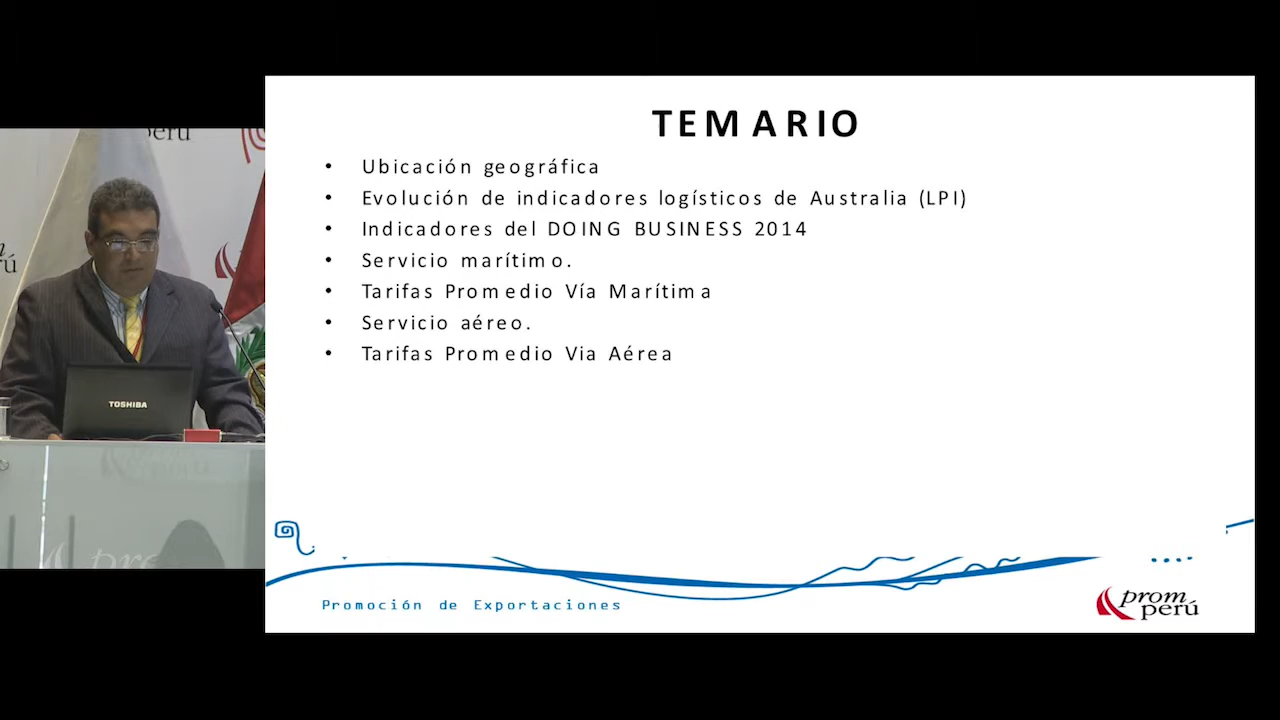 TEMARIO
• Ubicación geográfica
• Evolución de indicadores logísticos de Australia (LPI)
• Indicadores del DOING BUSINESS 2014
• Servicio marítimo.
• Tarifas Promedio Vía Marítima
• Servicio aéreo.
• Tarifas Promedio Via Aérea
Promoción de Exportaciones
prom
perú
perú
TOSHIBA